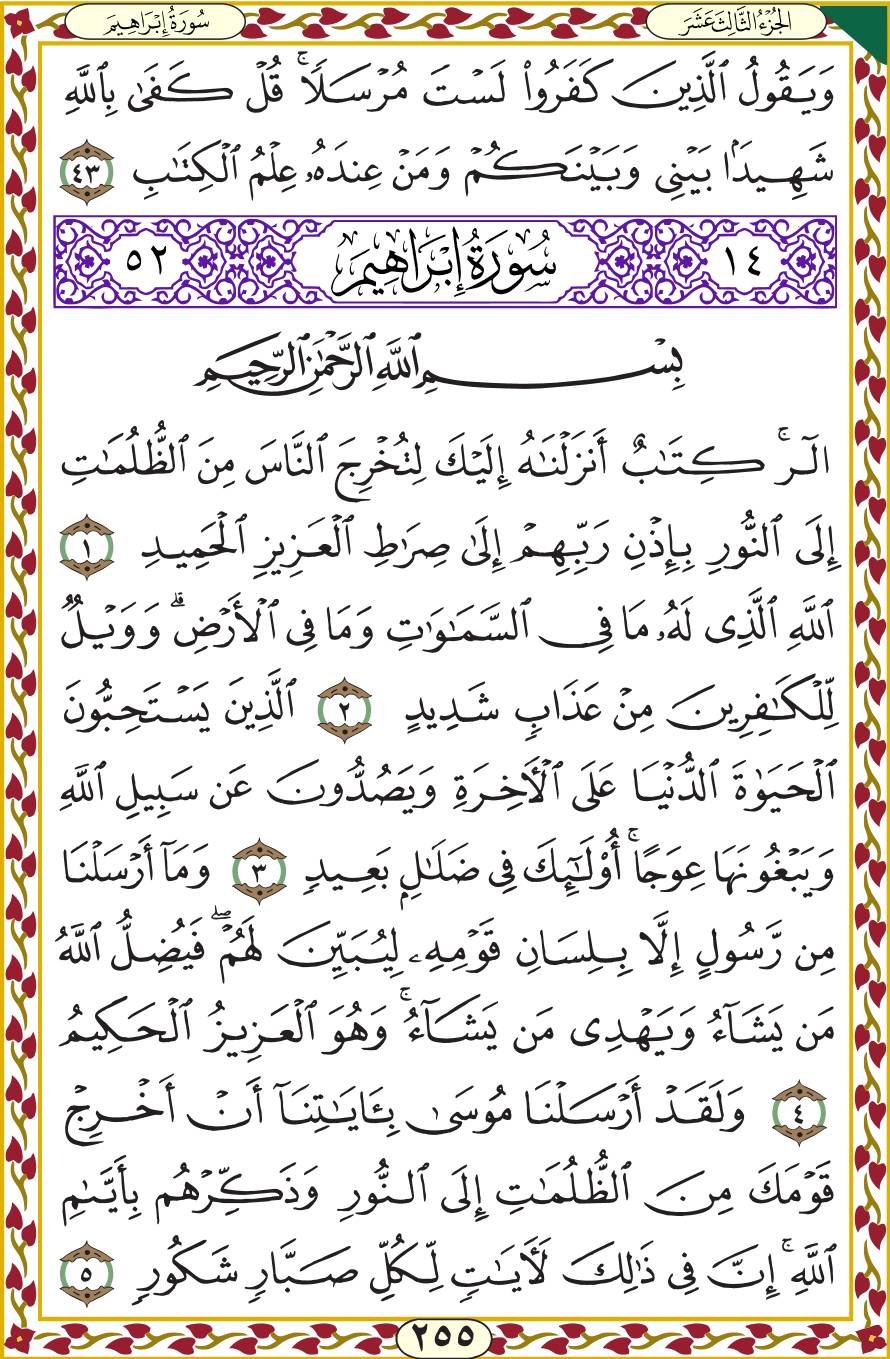 الجُزْءُ الثَّالِثَ عَشَرَ
سُورَةُ إِبْرَاهِيمَ
وَيَقُولُ ٱلَّذِينَ كَفَرُوا۟ لَسْتَ مُرْسَلًا ۚ قُلْ كَفَىٰ بِٱللَّهِ
شَهِيدًۢا بَيْنِى وَبَيْنَكُمْ وَمَنْ عِندَهُۥ عِلْمُ ٱلْكِتَٰبِ ٤٣
١٤ سُورَةُ إِبْرَاهِيمَ ٥٢
بِسْمِ ٱللَّهِ ٱلرَّحْمَٰنِ ٱلرَّحِيمِ
الٓر ۚ كِتَٰبٌ أَنزَلْنَٰهُ إِلَيْكَ لِتُخْرِجَ ٱلنَّاسَ مِنَ ٱلظُّلُمَٰتِ
إِلَى ٱلنُّورِ بِإِذْنِ رَبِّهِمْ إِلَىٰ صِرَٰطِ ٱلْعَزِيزِ ٱلْحَمِيدِ ١
ٱللَّهِ ٱلَّذِى لَهُۥ مَا فِى ٱلسَّمَٰوَٰتِ وَمَا فِى ٱلْأَرْضِ ۗ وَوَيْلٌ
لِّلْكَٰفِرِينَ مِنْ عَذَابٍ شَدِيدٍ ٢ ٱلَّذِينَ يَسْتَحِبُّونَ
ٱلْحَيَوٰةَ ٱلدُّنْيَا عَلَى ٱلْءَاخِرَةِ وَيَصُدُّونَ عَن سَبِيلِ ٱللَّهِ
وَيَبْغُونَهَا عِوَجًا ۚ أُو۟لَٰٓئِكَ فِى ضَلَٰلٍۭ بَعِيدٍ ٣ وَمَآ أَرْسَلْنَا
مِن رَّسُولٍ إِلَّا بِلِسَانِ قَوْمِهِۦ لِيُبَيِّنَ لَهُمْ ۖ فَيُضِلُّ ٱللَّهُ
مَن يَشَآءُ وَيَهْدِى مَن يَشَآءُ ۚ وَهُوَ ٱلْعَزِيزُ ٱلْحَكِيمُ
٤ وَلَقَدْ أَرْسَلْنَا مُوسَىٰ بِـَٔايَٰتِنَآ أَنْ أَخْرِجْ
قَوْمَكَ مِنَ ٱلظُّلُمَٰتِ إِلَى ٱلنُّورِ وَذَكِّرْهُم بِأَيَّىٰمِ
ٱللَّهِ ۚ إِنَّ فِى ذَٰلِكَ لَءَايَٰتٍ لِّكُلِّ صَبَّارٍ شَكُورٍ ٥
٢٥٥